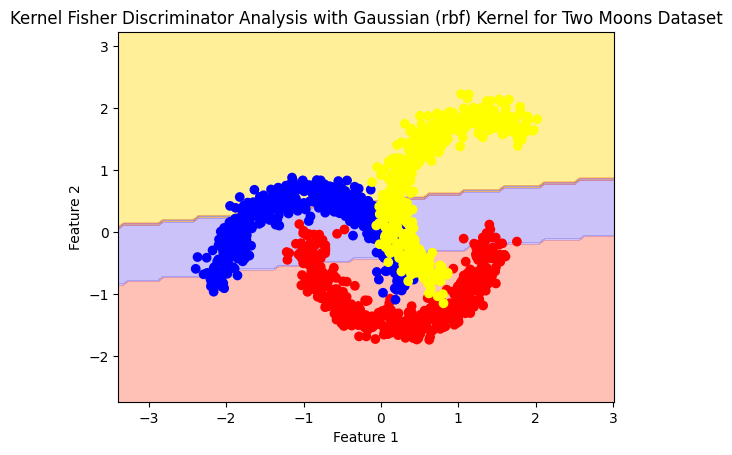 Kernel Fisher Discriminator Analysis with Gaussian (rbf) Kernel for Two Moons Dataset
3
2
1
0
−1
−2
Feature 2
−3 −2 −1 0 1 2 3
Feature 1